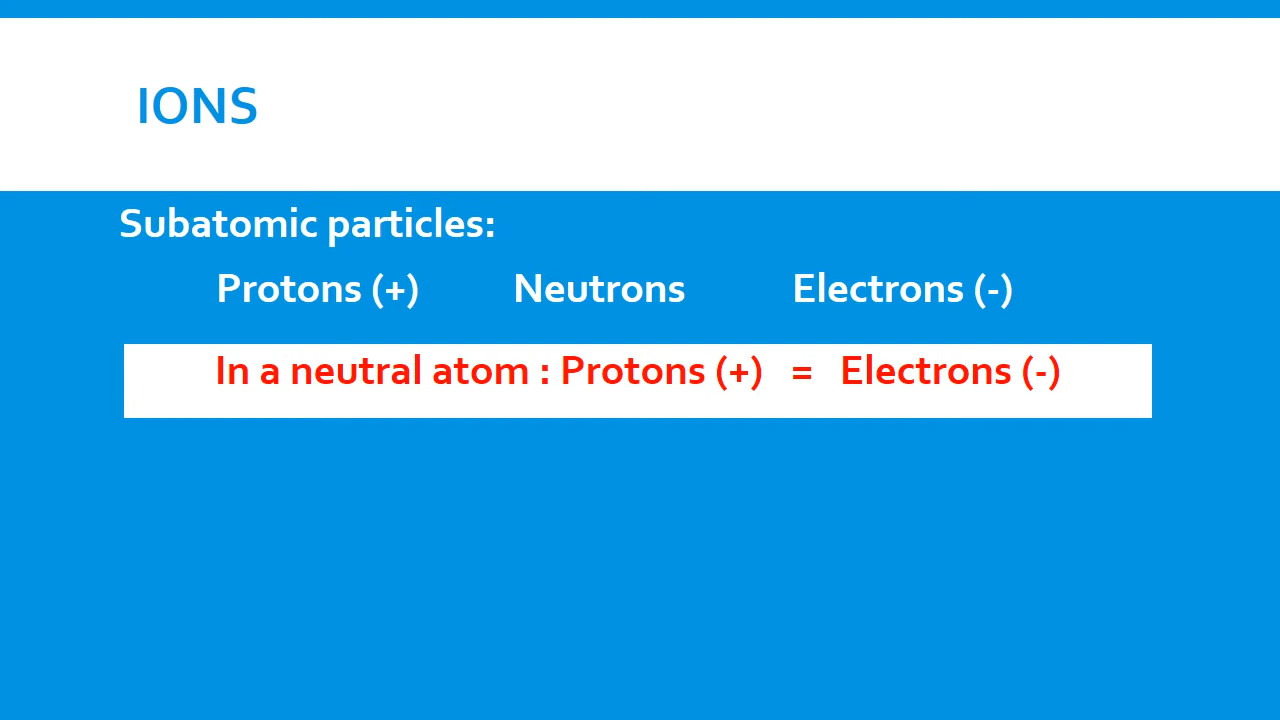 IONS
Subatomic particles:
Protons (+) Neutrons Electrons (-)
In a neutral atom : Protons (+) = Electrons (-)